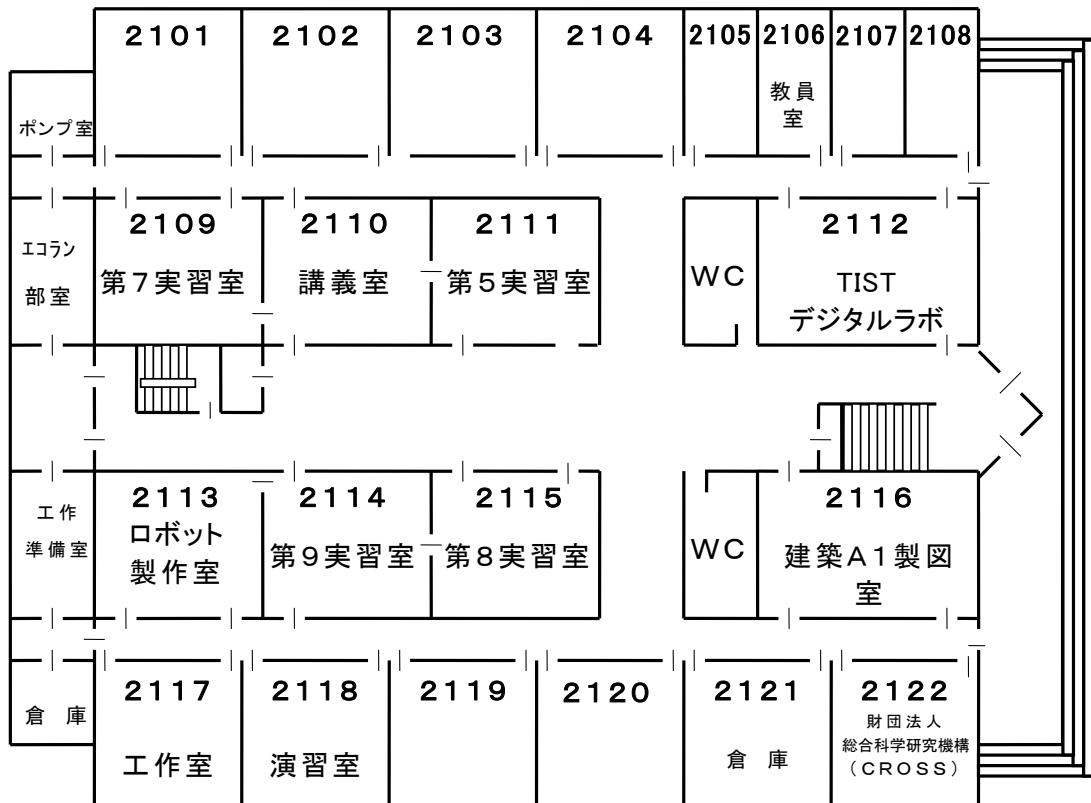 2101
2102
2103
2104
2105
2106
2107
2108
教員
室
ポンプ室
2109
第7実習室
2110
講義室
2111
第5実習室
WC
2112
TIST
デジタルラボ
エコラン
部室
工作
準備室
2113
ロボット
製作室
2114
第9実習室
2115
第8実習室
WC
2116
建築A1製図
室
倉 庫
2117
工作室
2118
演習室
2119
2120
2121
倉 庫
2122
財団法人
総合科学研究機構
(CROSS)